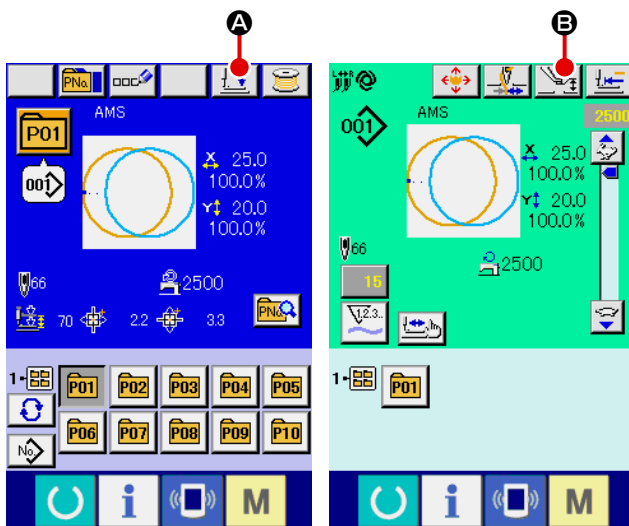 A
B
PNo.
AMS
P01
001
X 25.0
100.0%
Y 20.0
100.0%
66
2500
70
2.2
3.3
PNo.
1-
P01
P02
P03
P04
P05
No.
P06
P07
P08
P09
P10
i
M
L R
2500
AMS
001
X 25.0
100.0%
Y 20.0
100.0%
66
2500
15
1.2.3..
1-
P01
i
M